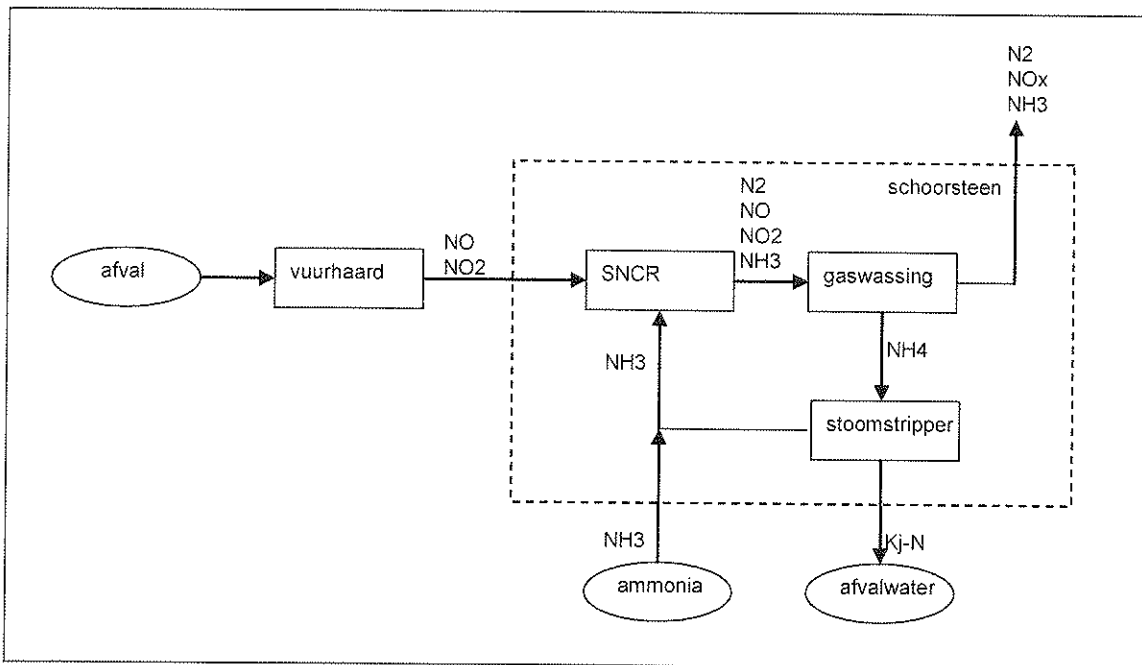 N2
NOx
NH3
schoorsteen
N2
NO
NO2
NH3
NO
NO2
afval
vuurhaard
SNCR
gaswassing
NH3
NH4
stoomstripper
NH3
Kj-N
ammonia
afvalwater